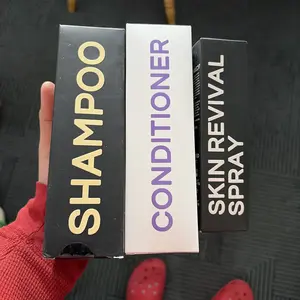 SHAMPOO
CONDITIONER
SKIN REVIVAL
SPRAY